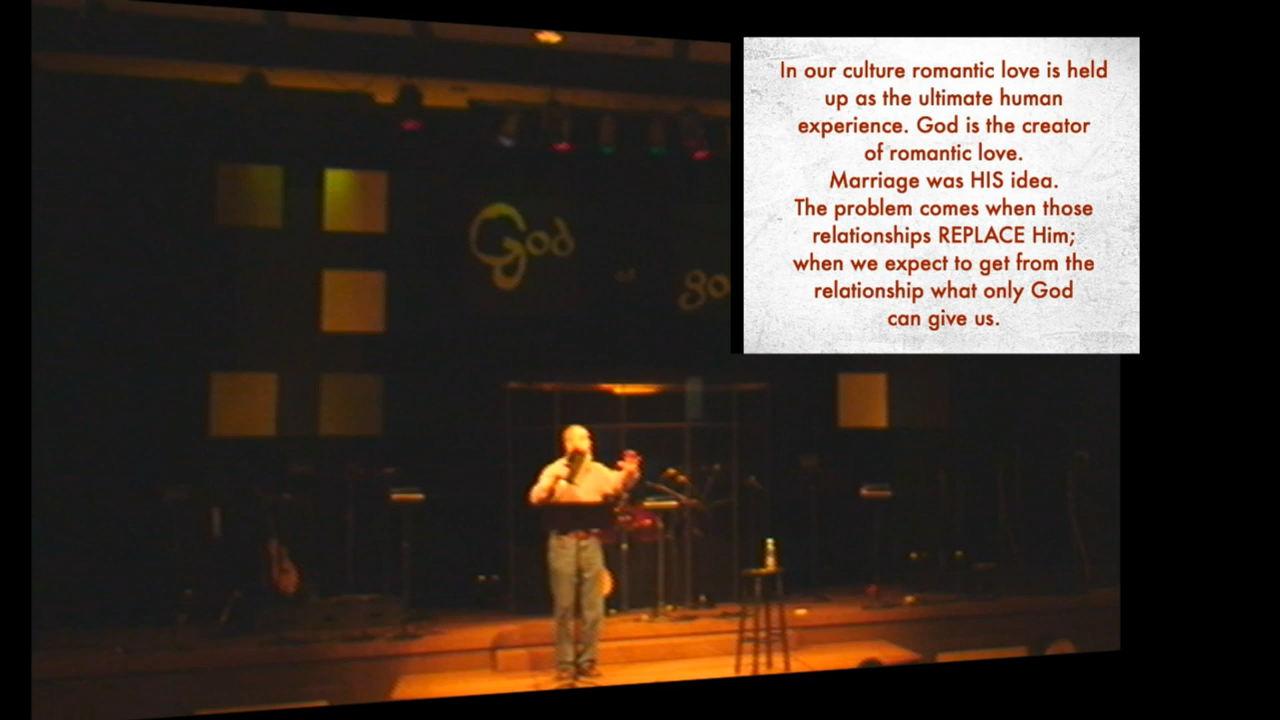 God
In our culture romantic love is held
up as the ultimate human
experience. God is the creator
of romantic love.
Marriage was HIS idea.
The problem comes when those
relationships REPLACE Him;
when we expect to get from the
relationship what only God
can give us.